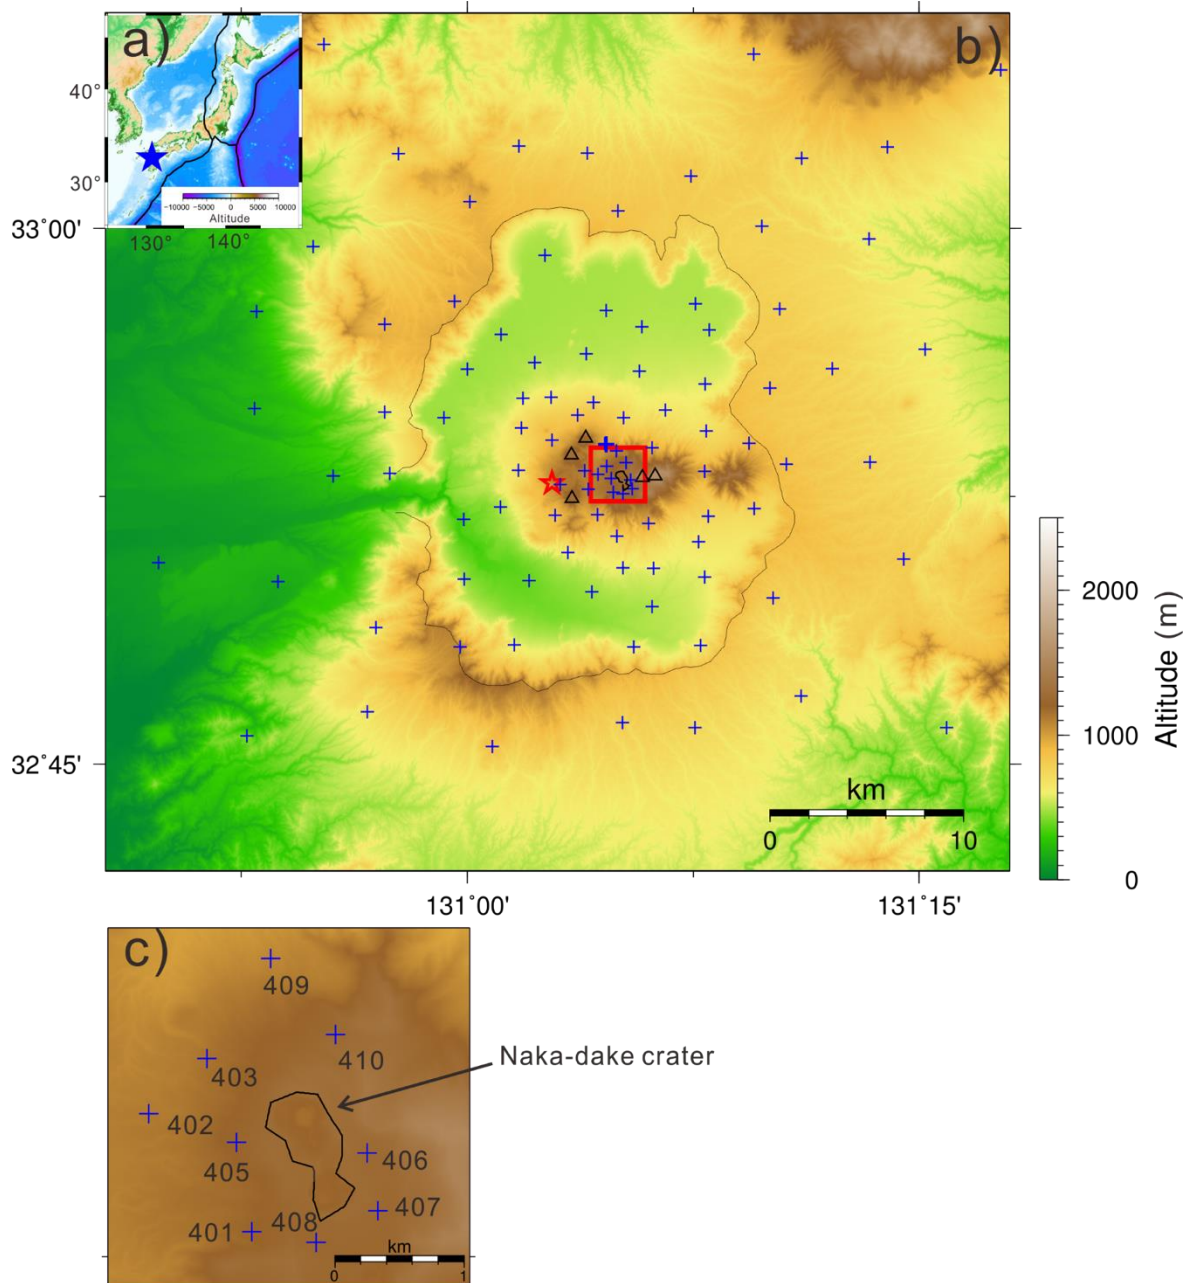 a)
b)
40°
30°
−10000 −5000 0 5000 10000
Altitude
130° 140°
33˚00'
32˚45'
km
0 10
131˚00' 131˚15'
2000
1000
0
Altitude (m)
c)
409
410
403
Naka-dake crater
402
405
406
407
401
408
km
0 1